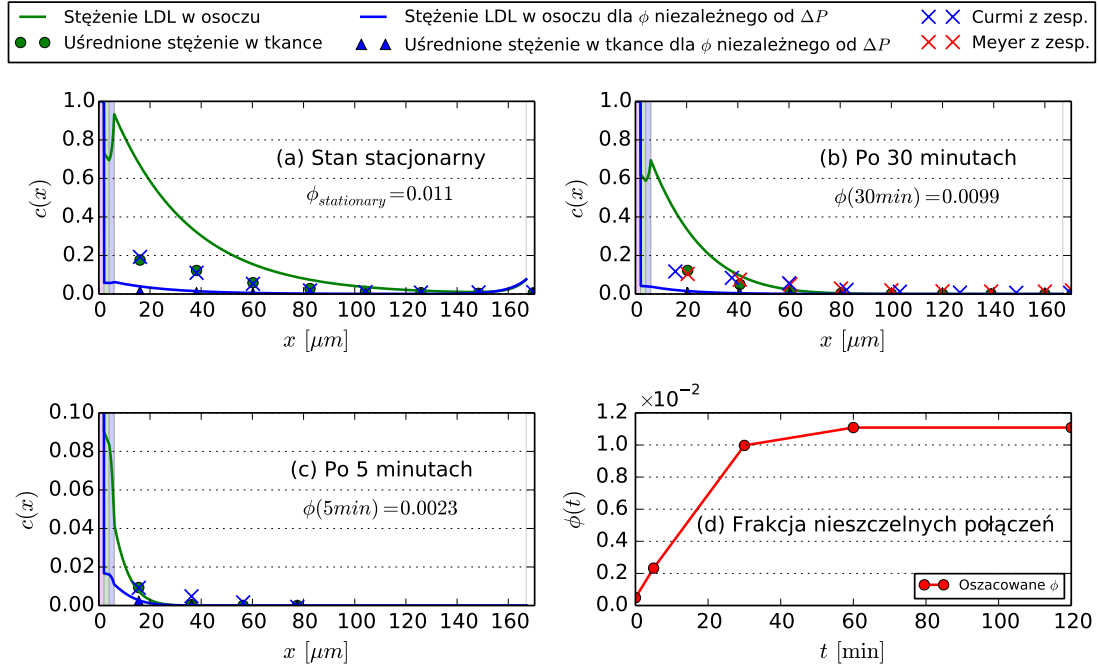 Stężenie LDL w osoczu
Stężenie LDL w osoczu dla ϕ niezależnego od ΔP
Curmi z zesp.
Uśrednione stężenie w tkance
Uśrednione stężenie w tkance dla ϕ niezależnego od ΔP
Meyer z zesp.
1.0
0.8
0.6
0.4
0.2
0.0
c(x)
(a) Stan stacjonarny
ϕstationary=0.011
0 20 40 60 80 100 120 140 160
x [μm]
1.0
0.8
0.6
0.4
0.2
0.0
c(x)
(b) Po 30 minutach
ϕ(30min)=0.0099
0 20 40 60 80 100 120 140 160
x [μm]
0.10
0.08
0.06
0.04
0.02
0.00
c(x)
(c) Po 5 minutach
ϕ(5min)=0.0023
0 20 40 60 80 100 120 140 160
x [μm]
×10⁻²
1.2
1.0
0.8
0.6
0.4
0.2
0.0
ϕ(t)
(d) Frakcja nieszczelnych połączeń
Oszacowane ϕ
0 20 40 60 80 100 120
t [min]